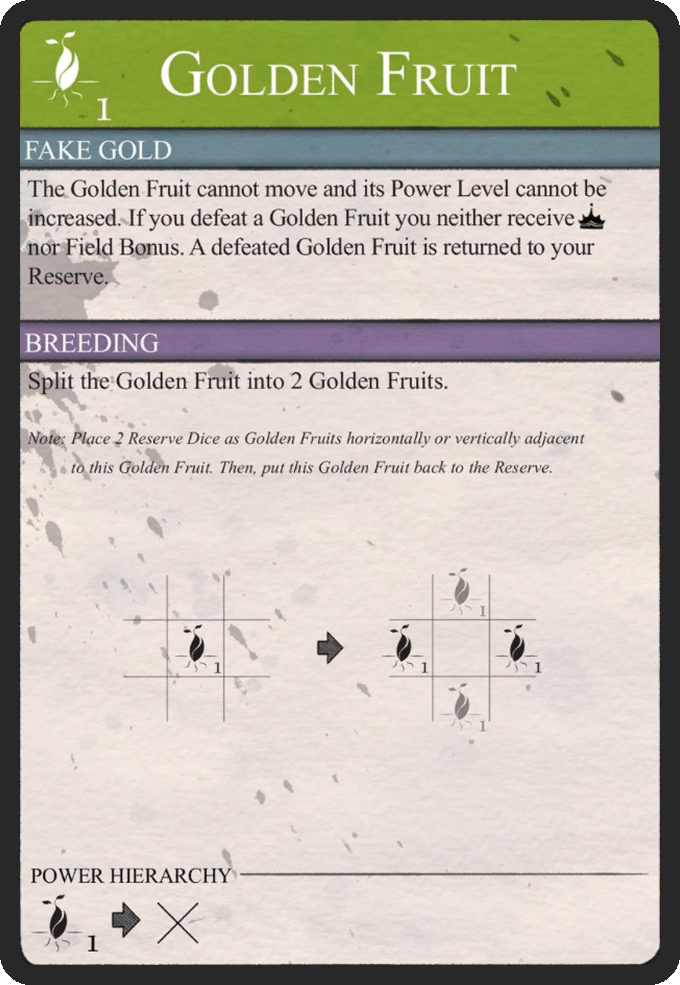 1
GOLDEN FRUIT
FAKE GOLD
The Golden Fruit cannot move and its Power Level cannot be
increased. If you defeat a Golden Fruit you neither receive
nor Field Bonus. A defeated Golden Fruit is returned to your
Reserve.
BREEDING
Split the Golden Fruit into 2 Golden Fruits.
Note: Place 2 Reserve Dice as Golden Fruits horizontally or vertically adjacent
to this Golden Fruit. Then, put this Golden Fruit back to the Reserve.
1
1
1
1
1
POWER HIERARCHY
1